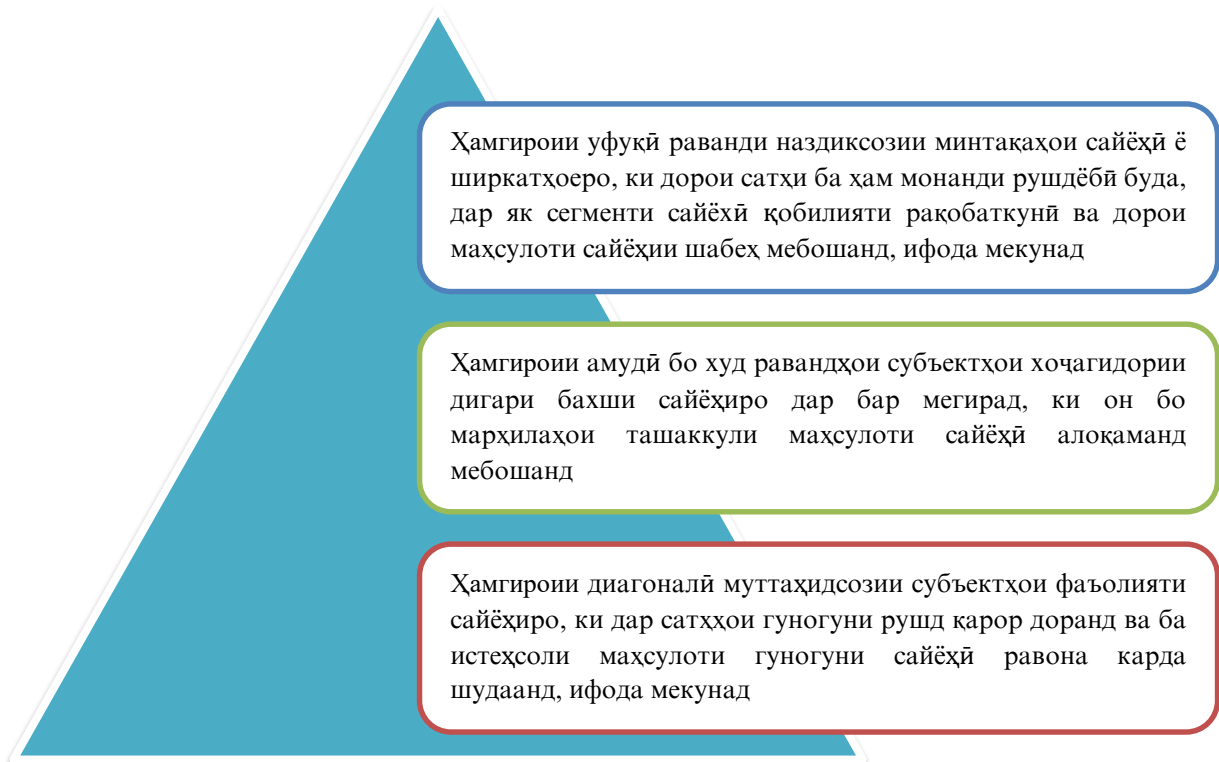 Ҳамгироии уфуқӣ раванди наздиксозии минтақаҳои сайёҳӣ ё
ширкатҳоеро, ки дорои сатҳи ба ҳам монанди рушдёбӣ буда,
дар як сегменти сайёхӣ қобилияти рақобаткунӣ ва дорои
маҳсулоти сайёҳии шабеҳ мебошанд, ифода мекунад
Ҳамгироии амудӣ бо худ равандҳои субъектҳои хоҷагидории
дигари бахши сайёҳиро дар бар мегирад, ки он бо
марҳилаҳои ташаккули маҳсулоти сайёҳӣ алоқаманд
мебошанд
Ҳамгироии диагоналӣ муттаҳидсозии субъектҳои фаъолияти
сайёҳиро, ки дар сатҳҳои гуногуни рушд қарор доранд ва ба
истеҳсоли маҳсулоти гуногуни сайёҳӣ равона карда
шудаанд, ифода мекунад